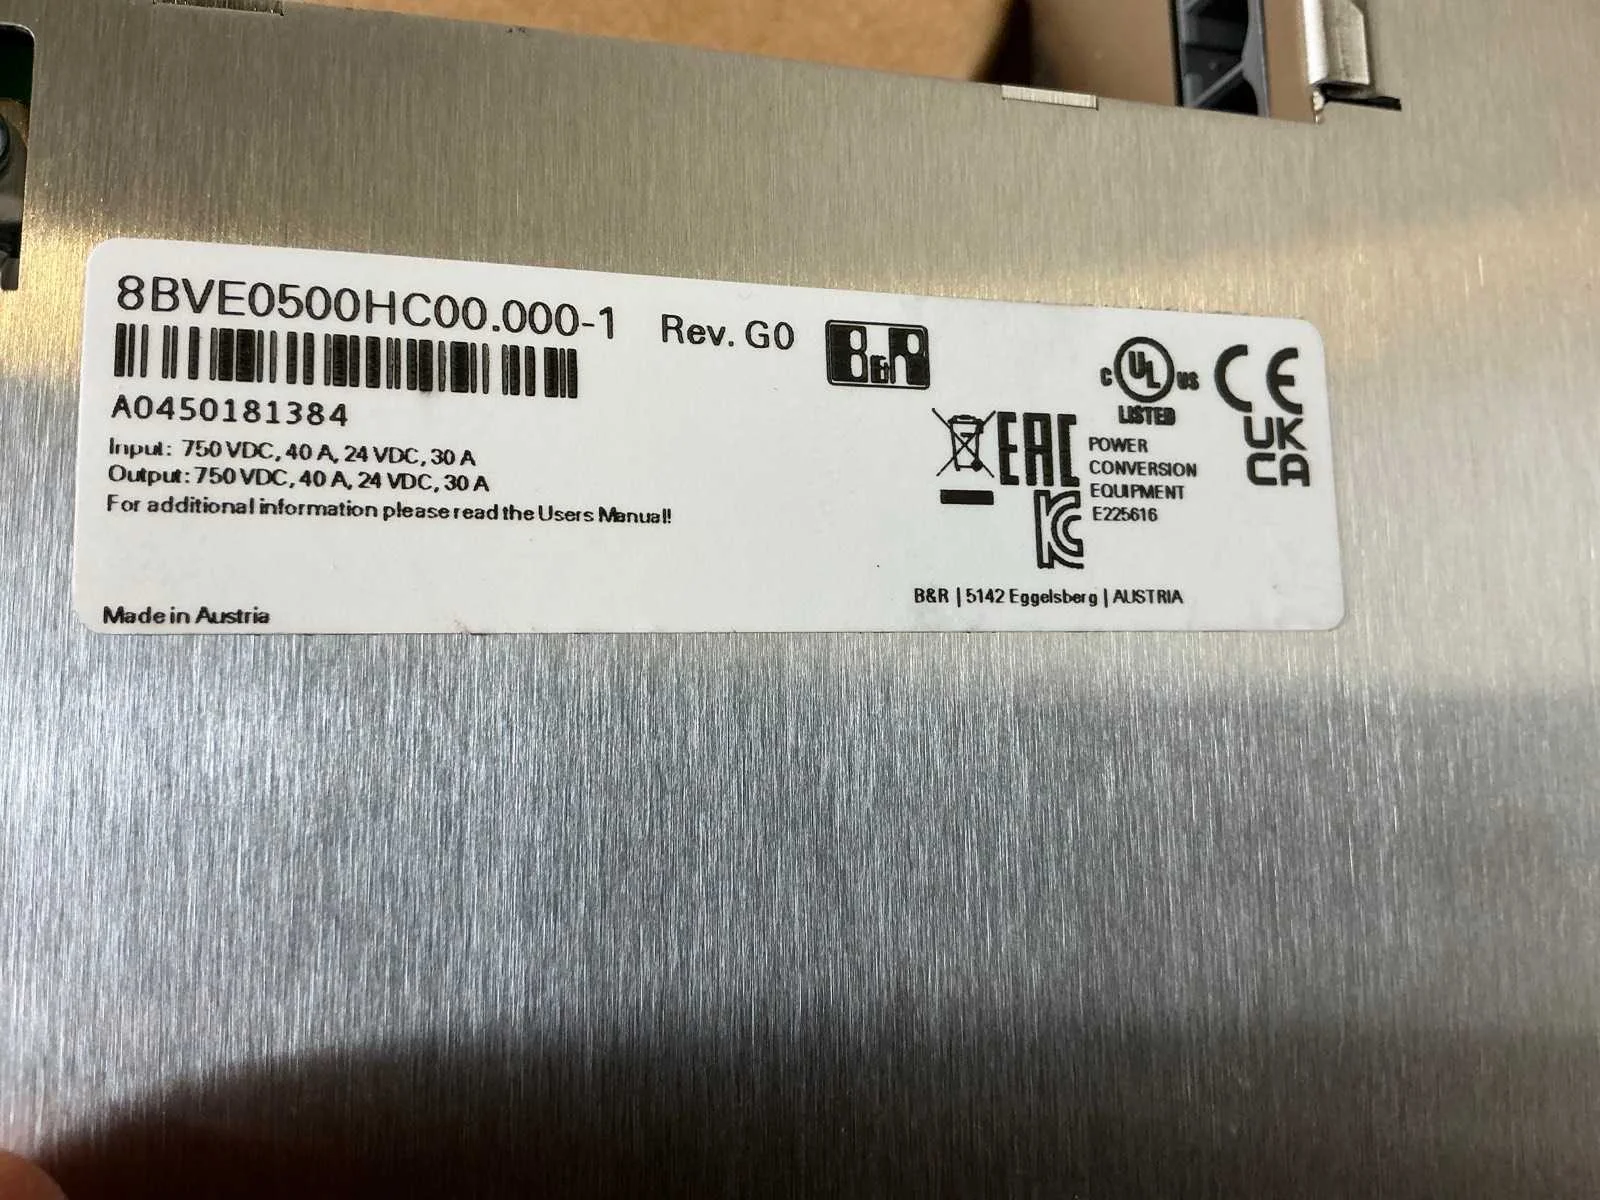 8BVE0500HC00.000-1 Rev. G0 B&R
A0450181384
Input: 750 VDC, 40 A, 24 VDC, 30 A
Output: 750 VDC, 40 A, 24 VDC, 30 A
For additional information please read the Users Manual!
Made in Austria
C UL US
LISTED
CE
UK
CA
EAC
POWER
CONVERSION
EQUIPMENT
E225616
KC
B&R | 5142 Eggelsberg | AUSTRIA